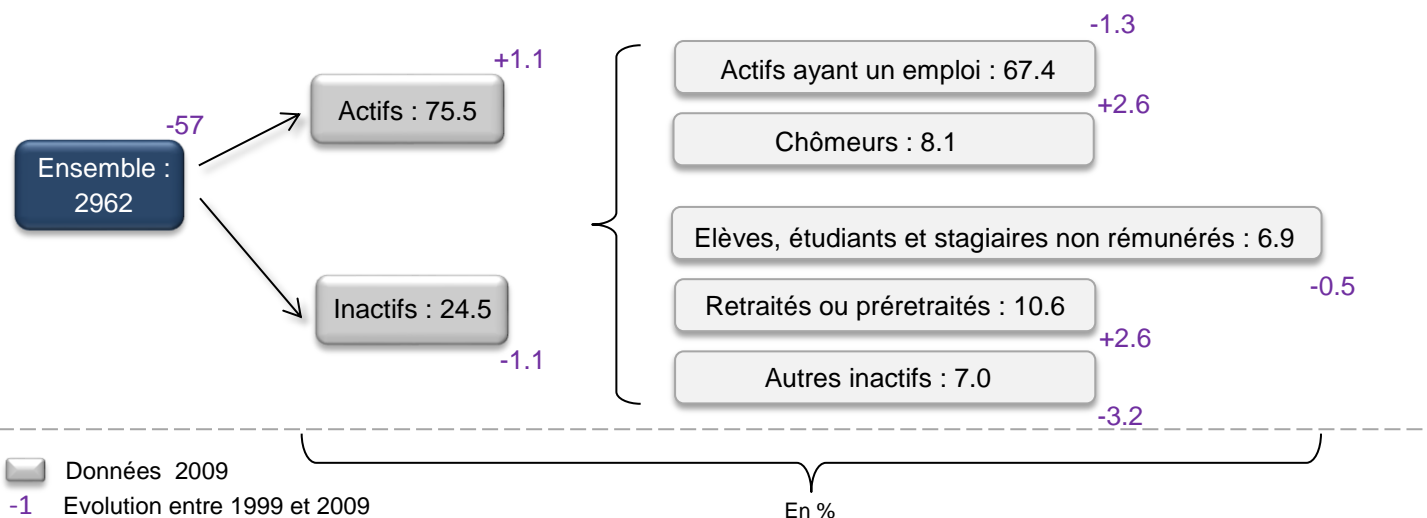 -1.3
+1.1
Actifs ayant un emploi : 67.4
Actifs : 75.5
+2.6
-57
Chômeurs : 8.1
Ensemble :
2962
Elèves, étudiants et stagiaires non rémunérés : 6.9
-0.5
Inactifs : 24.5
Retraités ou préretraités : 10.6
+2.6
-1.1
Autres inactifs : 7.0
-3.2
Données 2009
-1 Evolution entre 1999 et 2009
En %